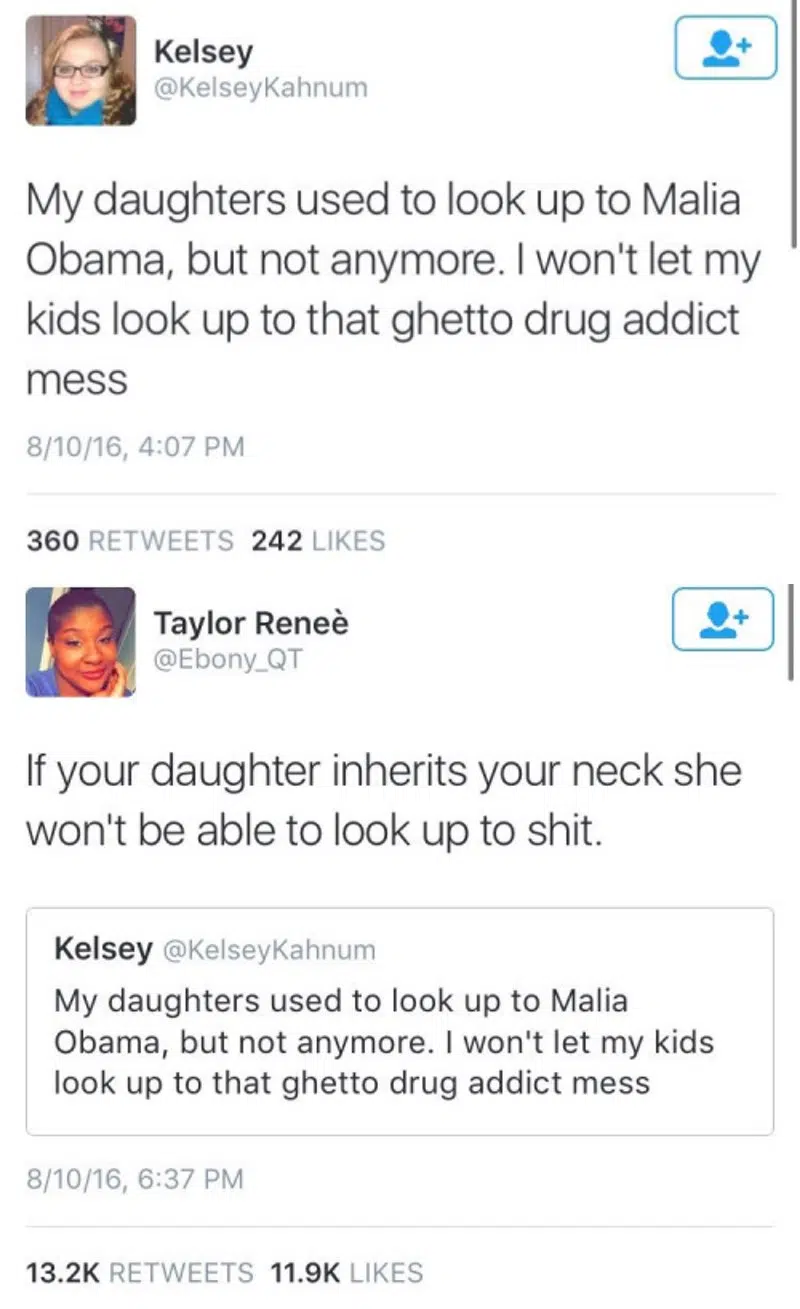 Kelsey
@KelseyKahnum
My daughters used to look up to Malia
Obama, but not anymore. I won't let my
kids look up to that ghetto drug addict
mess
8/10/16, 4:07 PM
360 RETWEETS 242 LIKES
Taylor Reneè
@Ebony_QT
If your daughter inherits your neck she
won't be able to look up to shit.
Kelsey @KelseyKahnum
My daughters used to look up to Malia
Obama, but not anymore. I won't let my kids
look up to that ghetto drug addict mess
8/10/16, 6:37 PM
13.2K RETWEETS 11.9K LIKES